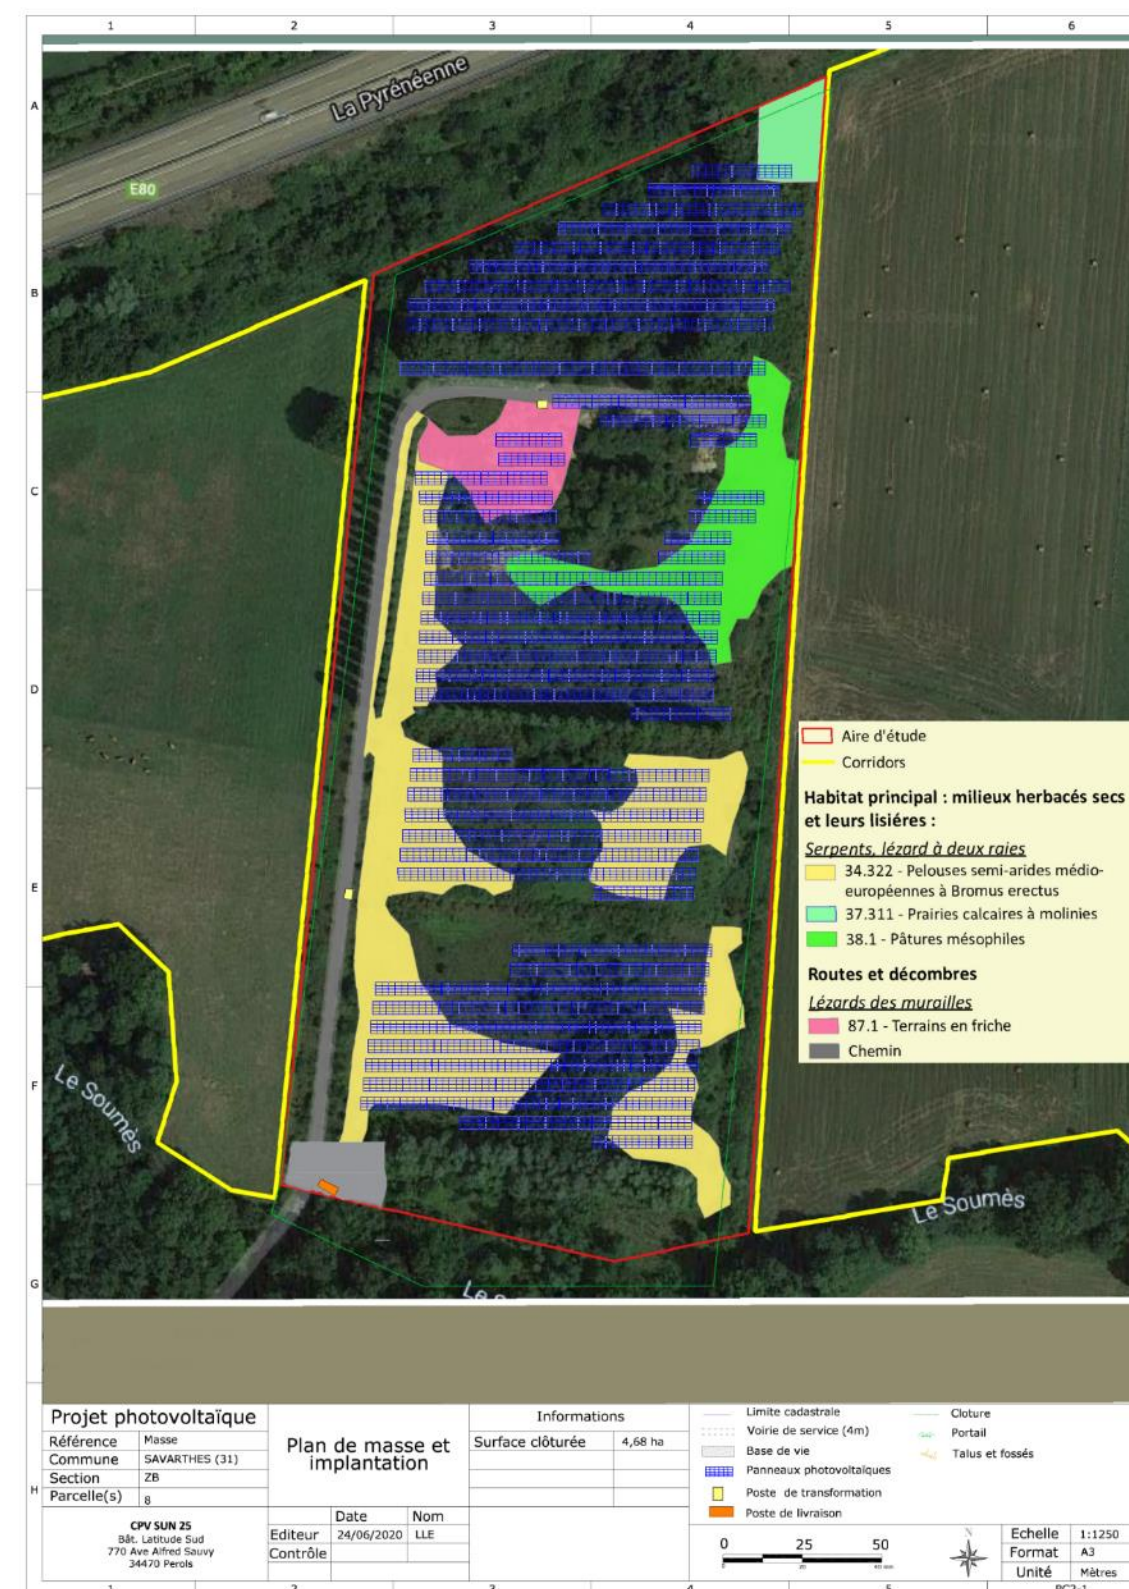 1 2 3 4 5 6
A
B
C
D
E
F
G
H
La Pyrénéenne
E80
Le Soumès
Le Soumès
Aire d'étude
Corridors
Habitat principal : milieux herbacés secs
et leurs lisiéres :
Serpents, lézard à deux raies
34.322 - Pelouses semi-arides médio-
européennes à Bromus erectus
37.311 - Prairies calcaires à molinies
38.1 - Pâtures mésophiles
Routes et décombres
Lézards des murailles
87.1 - Terrains en friche
Chemin
Projet photovoltaïque
Référence Masse
Commune SAVARTHES (31)
Section ZB
Parcelle(s) 8
CPV SUN 25
Bât. Latitude Sud
770 Ave Alfred Sauvy
34470 Perols
Plan de masse et
implantation
Date Nom
Editeur 24/06/2020 LLE
Contrôle
Informations
Surface clôturée 4,68 ha
Limite cadastrale
Voirie de service (4m)
Base de vie
Panneaux photovoltaïques
Poste de transformation
Poste de livraison
Cloture
Portail
Talus et fossés
0 25 50
N
Echelle 1:1250
Format A3
Unité Mètres